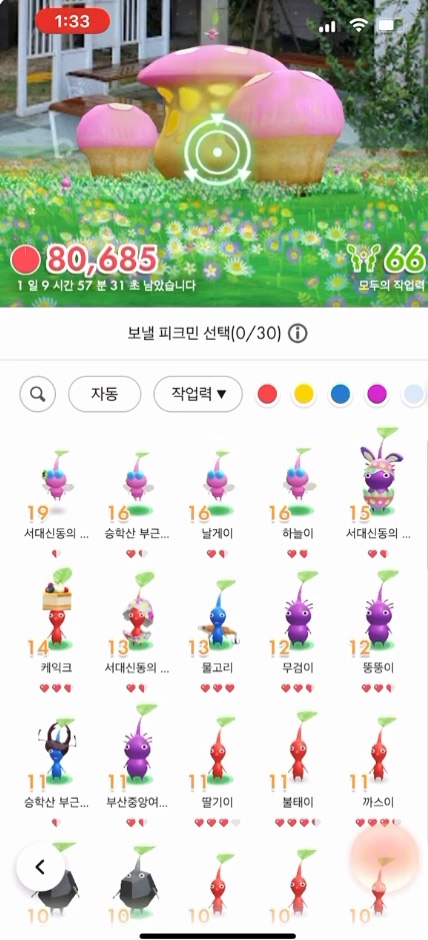 1:33
80,685
66
1 일 9 시간 57 분 31 초 남았습니다
모두의 작업력
보낼 피크민 선택(0/30)
자동
작업력▼
19 16 16 16 15
서대신동의 ... 승학산 부근... 날게이 하늘이 서대신동의 ...
14 13 13 12 12
케익크 서대신동의 ... 물고리 무검이 뚱뚱이
11 11 11 11 11
승학산 부근... 부산중앙여... 딸기이 불태이 까스이
10 10 10 10 10